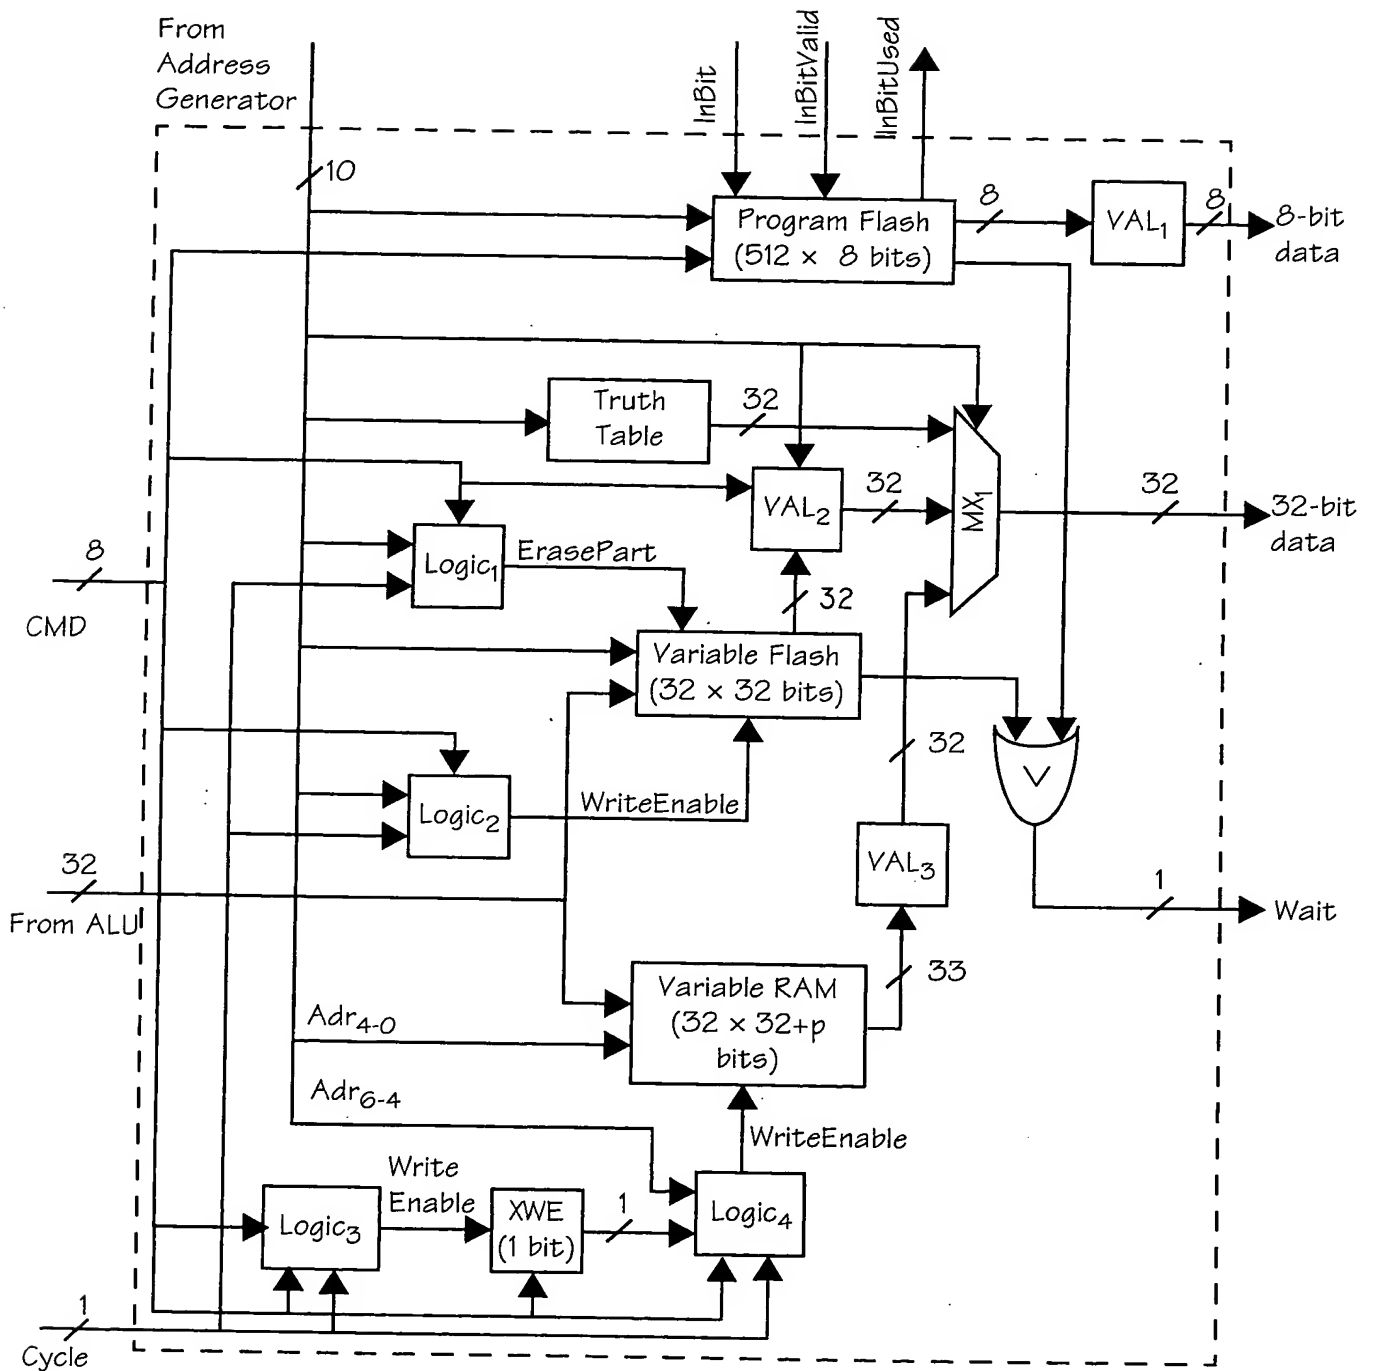 From
Address
Generator
InBit
InBitValid
InBitUsed
10
Program Flash
(512 × 8 bits)
8
VAL1
8
8-bit
data
Truth
Table
32
VAL2
32
MX1
32
32-bit
data
8
CMD
Logic1
ErasePart
32
Variable Flash
(32 × 32 bits)
Logic2
WriteEnable
32
V
VAL3
32
From ALU
1
Wait
33
Variable RAM
(32 × 32+p
bits)
Adr4-0
Adr6-4
WriteEnable
Write
Enable
Logic3
XWE
(1 bit)
1
Logic4
1
Cycle